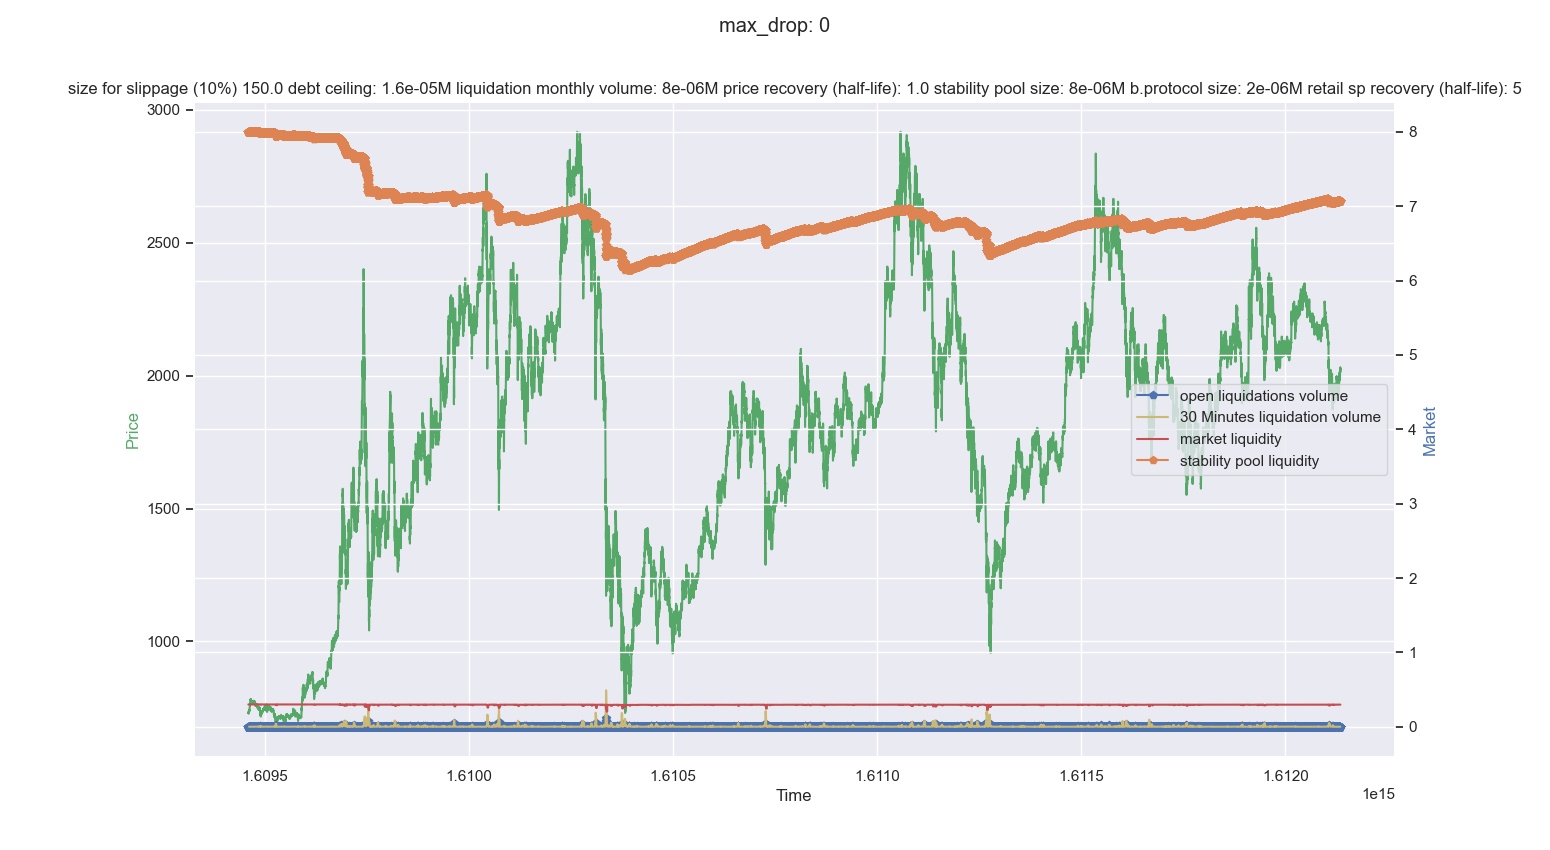 max_drop: 0
size for slippage (10%) 150.0 debt ceiling: 1.6e-05M liquidation monthly volume: 8e-06M price recovery (half-life): 1.0 stability pool size: 8e-06M b.protocol size: 2e-06M retail sp recovery (half-life): 5
3000
2500
2000
1500
1000
Price
8
7
6
5
4
3
2
1
0
Market
open liquidations volume
30 Minutes liquidation volume
market liquidity
stability pool liquidity
1.6095 1.6100 1.6105 1.6110 1.6115 1.6120
1e15
Time